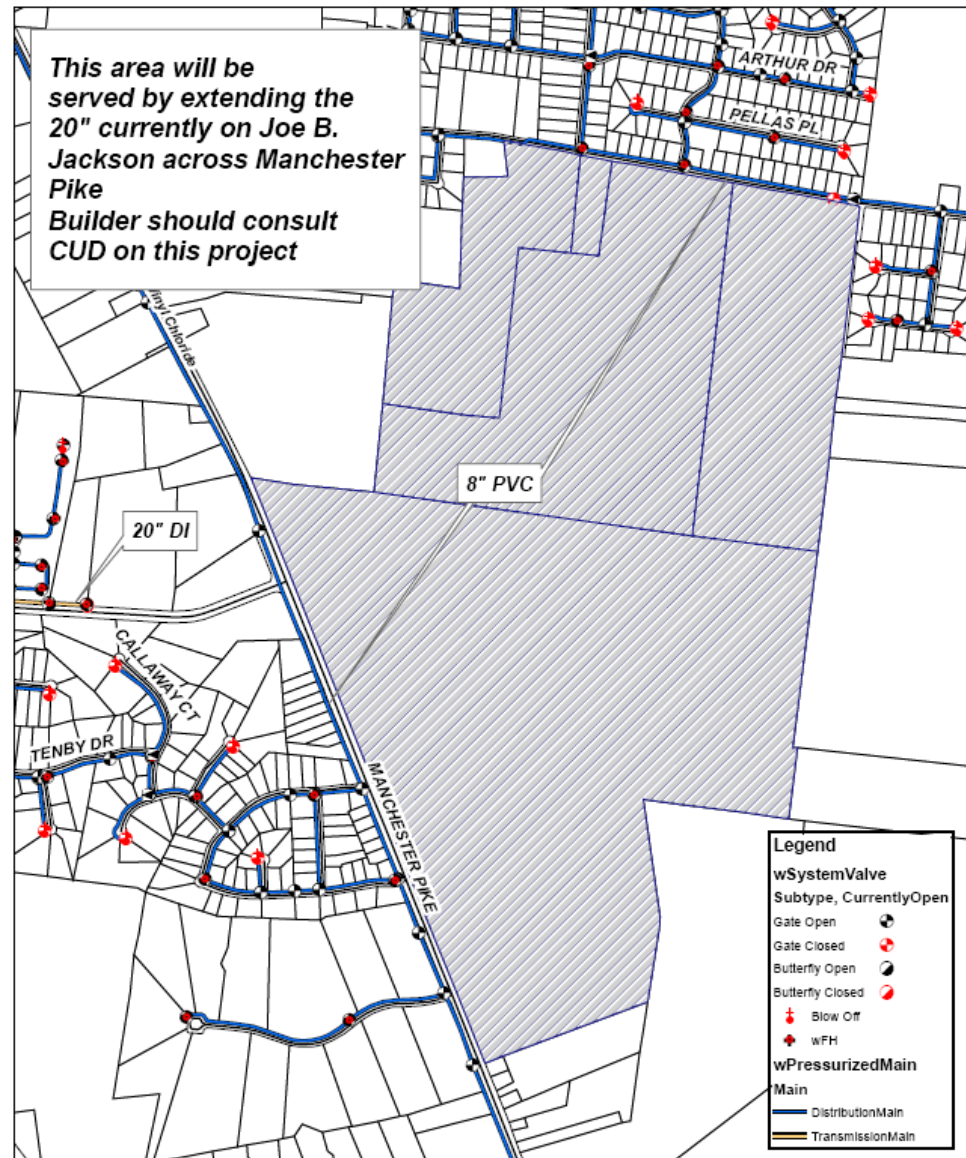 This area will be
served by extending the
20" currently on Joe B.
Jackson across Manchester
Pike
Builder should consult
CUD on this project
ARTHUR DR
PELLAS PL
Vinyl Chloride
8" PVC
20" DI
CALLAWAY CT
TENBY DR
MANCHESTER PIKE
Legend
wSystemValve
Subtype, CurrentlyOpen
Gate Open
Gate Closed
Butterfly Open
Butterfly Closed
Blow Off
wFH
wPressurizedMain
Main
DistributionMain
TransmissionMain